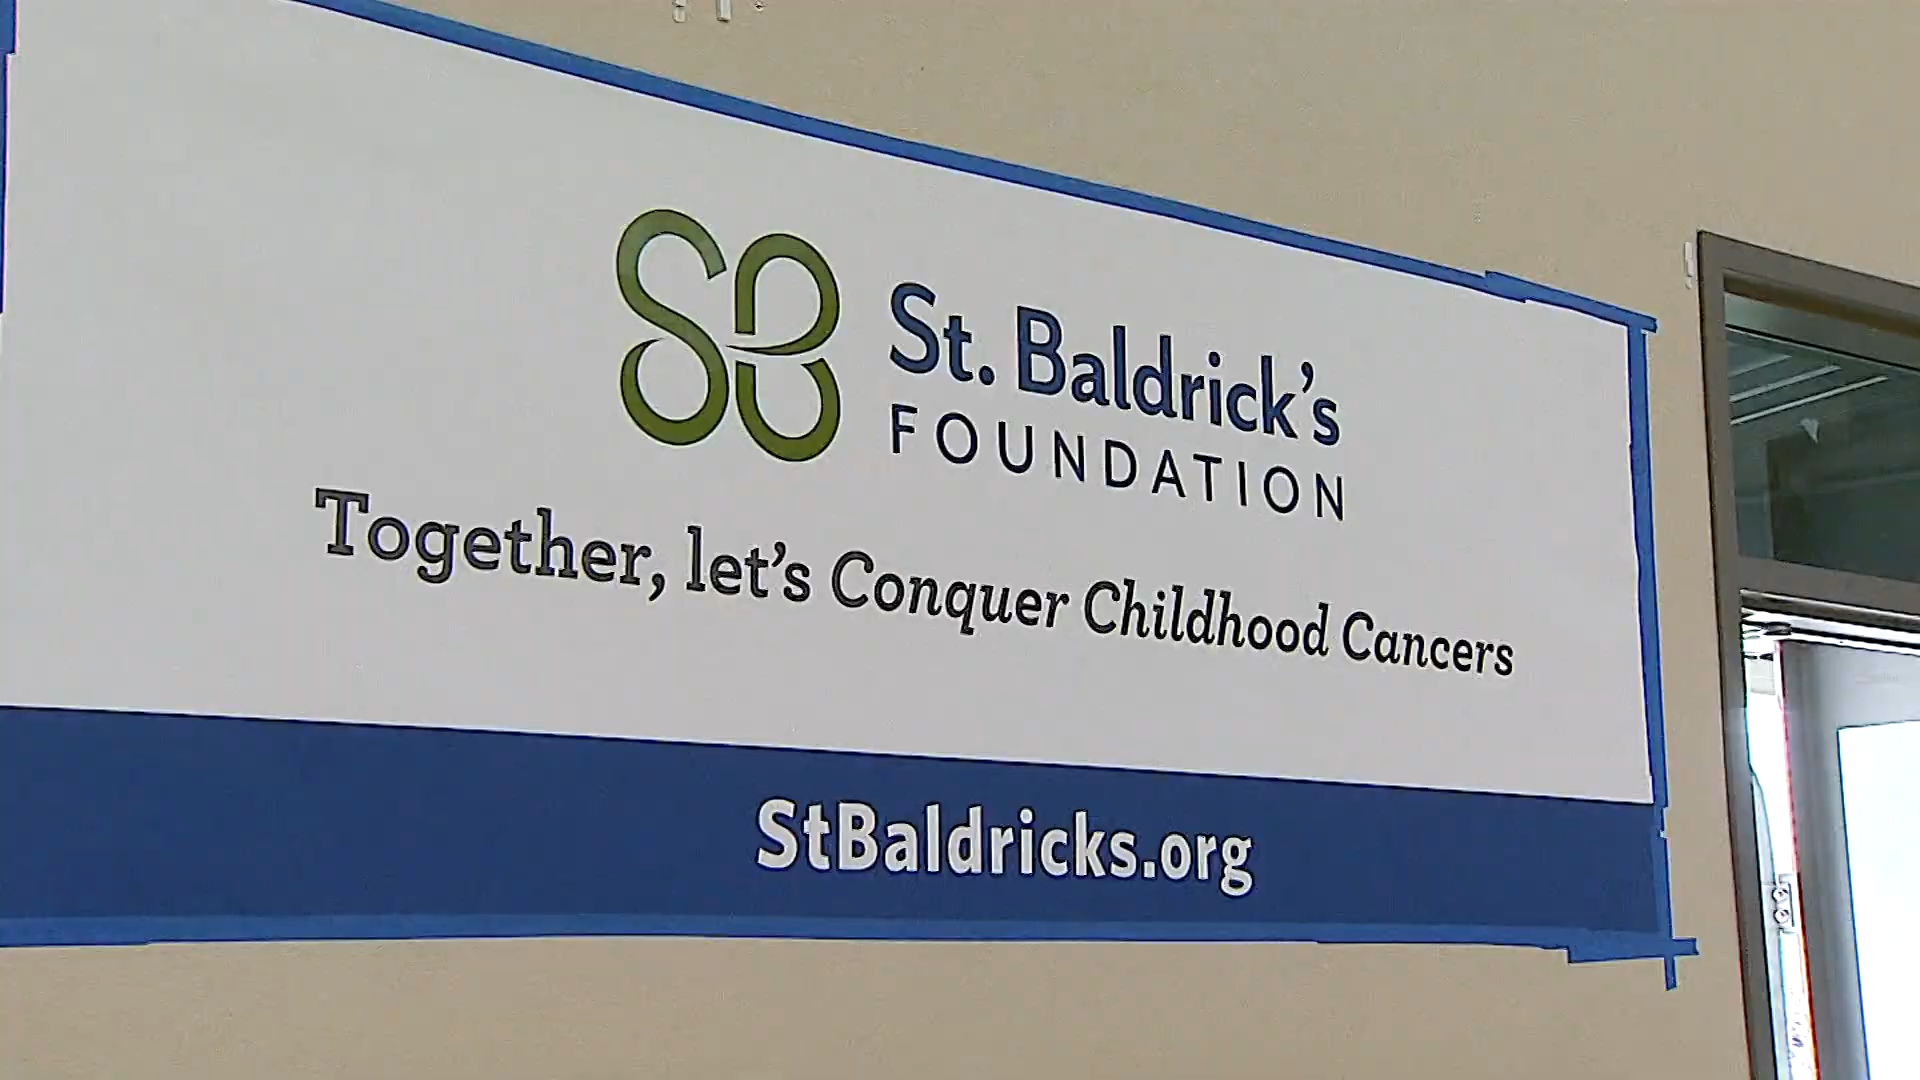 SB
St. Baldrick's
FOUNDATION
Together, let's Conquer Childhood Cancers
StBaldricks.org